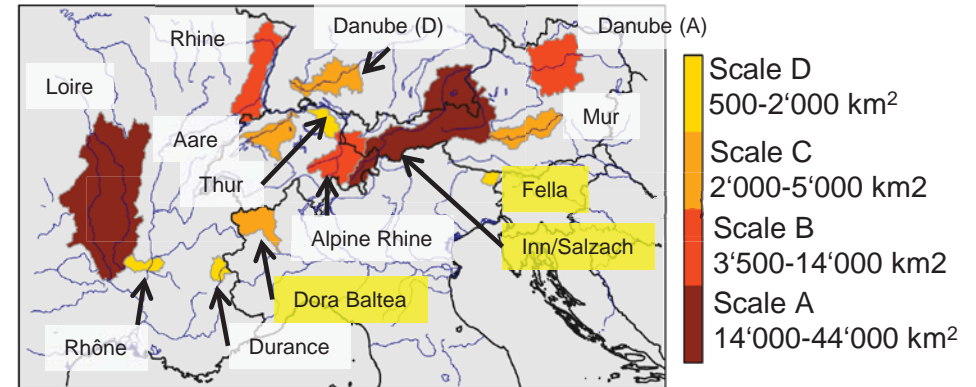 Rhine
Danube (D)
Danube (A)
Loire
Aare
Mur
Thur
Fella
Alpine Rhine
Inn/Salzach
Dora Baltea
Rhône
Durance
Scale D
500-2‘000 km²
Scale C
2‘000-5‘000 km2
Scale B
3‘500-14‘000 km2
Scale A
14‘000-44‘000 km²